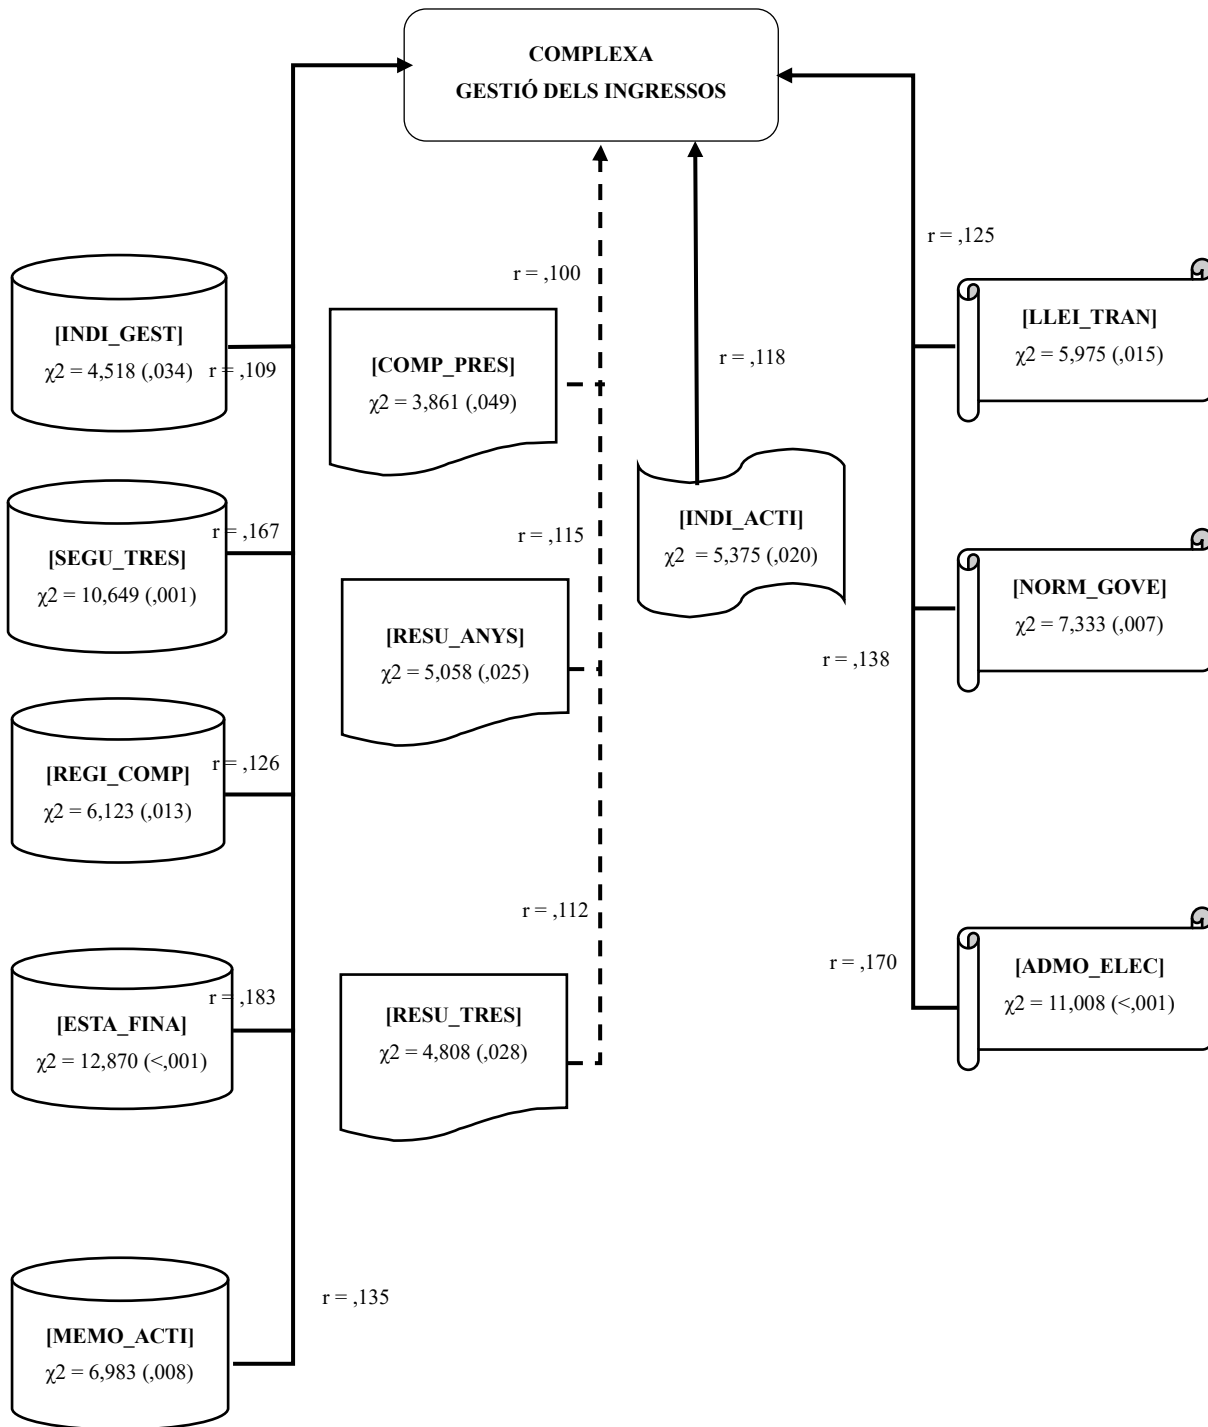 COMPLEXA
GESTIÓ DELS INGRESSOS
[INDI_GEST]
χ2 = 4,518 (,034)
r = ,109
[SEGU_TRES]
χ2 = 10,649 (,001)
r = ,167
[REGI_COMP]
χ2 = 6,123 (,013)
r = ,126
[ESTA_FINA]
χ2 = 12,870 (<,001)
r = ,183
[MEMO_ACTI]
χ2 = 6,983 (,008)
r = ,135
r = ,100
[COMP_PRES]
χ2 = 3,861 (,049)
r = ,115
[RESU_ANYS]
χ2 = 5,058 (,025)
r = ,112
[RESU_TRES]
χ2 = 4,808 (,028)
r = ,118
[INDI_ACTI]
χ2 = 5,375 (,020)
r = ,125
[LLEI_TRAN]
χ2 = 5,975 (,015)
[NORM_GOVE]
χ2 = 7,333 (,007)
r = ,138
[ADMO_ELEC]
χ2 = 11,008 (<,001)
r = ,170